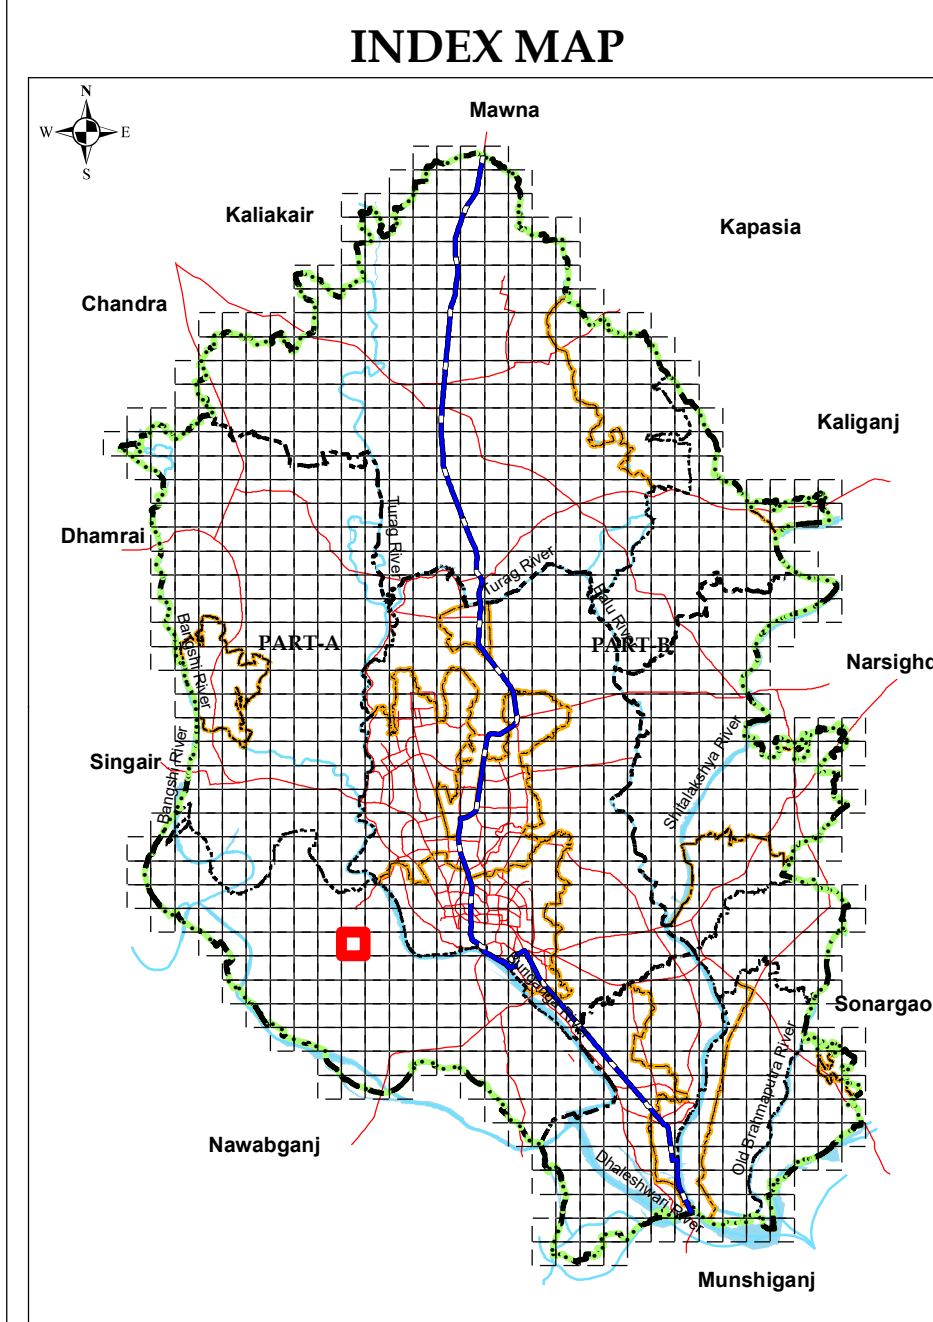 INDEX MAP
N
W E
S
Mawna
Kaliakair
Kapasia
Chandra
Kaliganj
Dhamrai
Turag River
Turag River
Balu River
Bangshi River
PART-A
PART-B
Narsighd
Singair
Bangshi River
Shitalakshya River
Buriganga River
Sonargao
Old Brahmaputra River
Nawabganj
Dhaleshwari River
Munshiganj